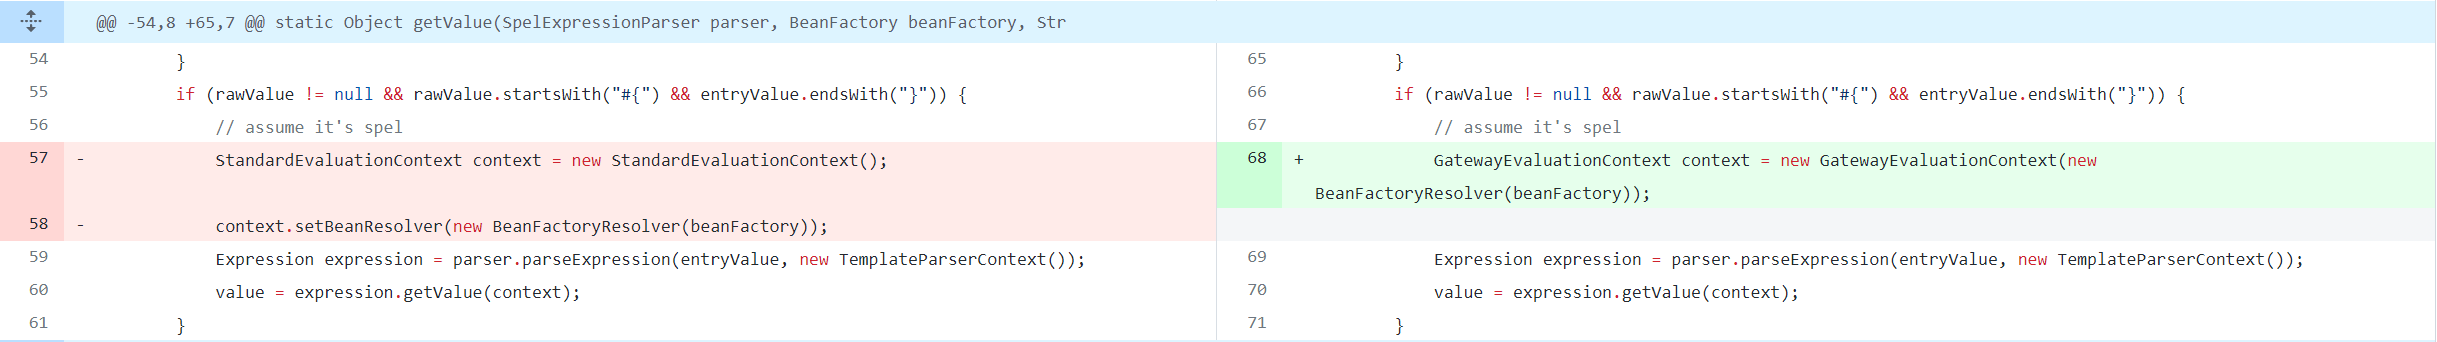 @@ -54,8 +65,7 @@ static Object getValue(SpelExpressionParser parser, BeanFactory beanFactory, Str
54 }
55 if (rawValue != null && rawValue.startsWith("#{") && entryValue.endsWith("}")) {
56 // assume it's spel
57 - StandardEvaluationContext context = new StandardEvaluationContext();
58 - context.setBeanResolver(new BeanFactoryResolver(beanFactory));
59 Expression expression = parser.parseExpression(entryValue, new TemplateParserContext());
60 value = expression.getValue(context);
61 }
65 }
66 if (rawValue != null && rawValue.startsWith("#{") && entryValue.endsWith("}")) {
67 // assume it's spel
68 + GatewayEvaluationContext context = new GatewayEvaluationContext(new
BeanFactoryResolver(beanFactory));
69 Expression expression = parser.parseExpression(entryValue, new TemplateParserContext());
70 value = expression.getValue(context);
71 }